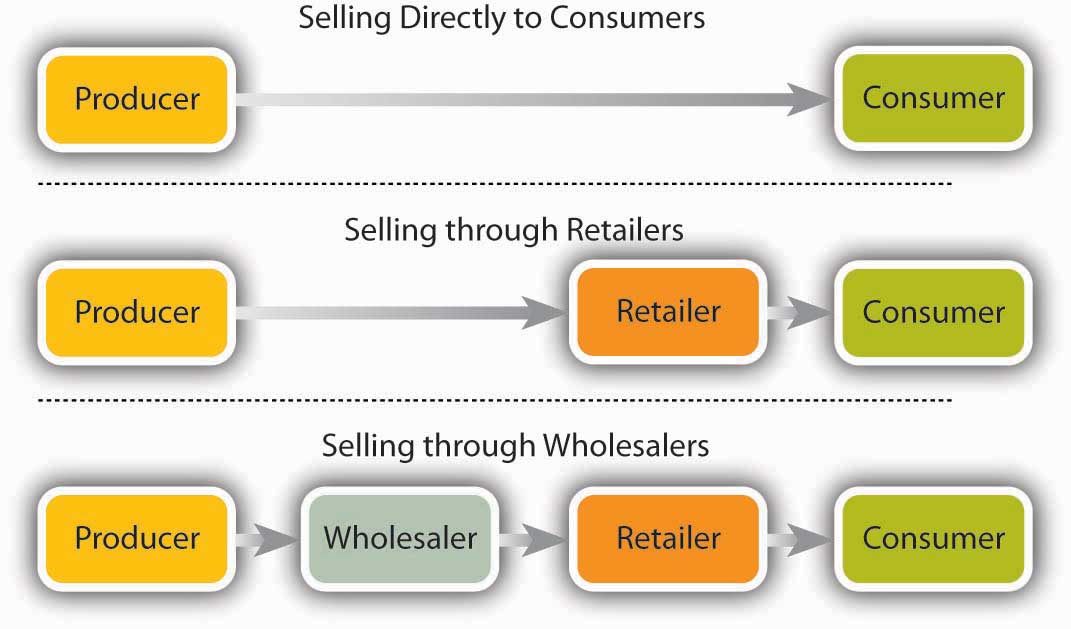 Selling Directly to Consumers
Producer
Consumer
Selling through Retailers
Producer
Retailer
Consumer
Selling through Wholesalers
Producer
Wholesaler
Retailer
Consumer